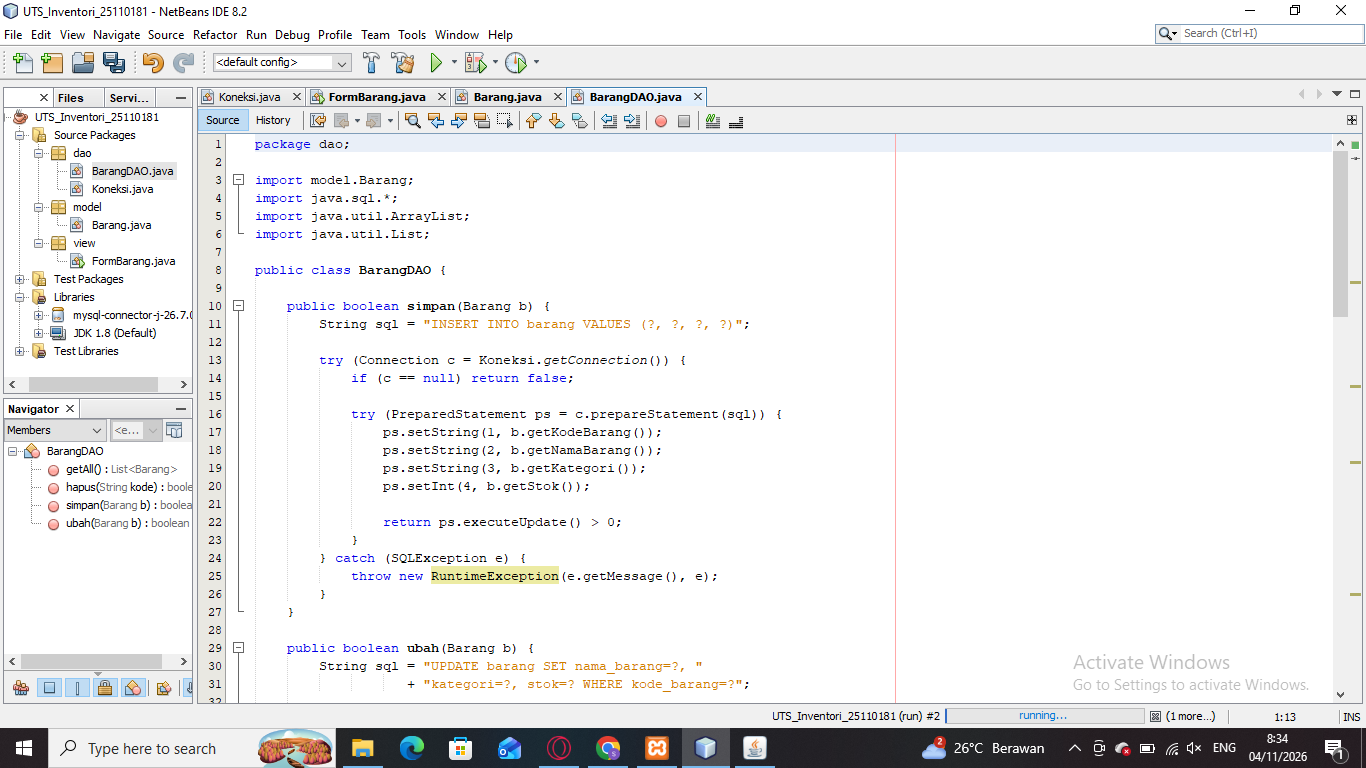 UTS_Inventori_25110181 - NetBeans IDE 8.2
File Edit View Navigate Source Refactor Run Debug Profile Team Tools Window Help
Search (Ctrl+I)
<default config>
Files Servi...
Koneksi.java FormBarang.java Barang.java BarangDAO.java
Source History
UTS_Inventori_25110181
Source Packages
dao
BarangDAO.java
Koneksi.java
model
Barang.java
view
FormBarang.java
Test Packages
Libraries
mysql-connector-j-26.7.0
JDK 1.8 (Default)
Test Libraries
Navigator
Members <e...
BarangDAO
getAll() : List<Barang>
hapus(String kode) : boole
simpan(Barang b) : boolea
ubah(Barang b) : boolean
1 package dao;
2
3 import model.Barang;
4 import java.sql.*;
5 import java.util.ArrayList;
6 import java.util.List;
7
8 public class BarangDAO {
9
10 public boolean simpan(Barang b) {
11 String sql = "INSERT INTO barang VALUES (?, ?, ?, ?)";
12
13 try (Connection c = Koneksi.getConnection()) {
14 if (c == null) return false;
15
16 try (PreparedStatement ps = c.prepareStatement(sql)) {
17 ps.setString(1, b.getKodeBarang());
18 ps.setString(2, b.getNamaBarang());
19 ps.setString(3, b.getKategori());
20 ps.setInt(4, b.getStok());
21
22 return ps.executeUpdate() > 0;
23 }
24 } catch (SQLException e) {
25 throw new RuntimeException(e.getMessage(), e);
26 }
27 }
28
29 public boolean ubah(Barang b) {
30 String sql = "UPDATE barang SET nama_barang=?, "
31 + "kategori=?, stok=? WHERE kode_barang=?";
32
Activate Windows
Go to Settings to activate Windows.
UTS_Inventori_25110181 (run) #2 running... (1 more...) 1:13 INS
Type here to search
2 26°C Berawan ENG
8:34
04/11/2026
1